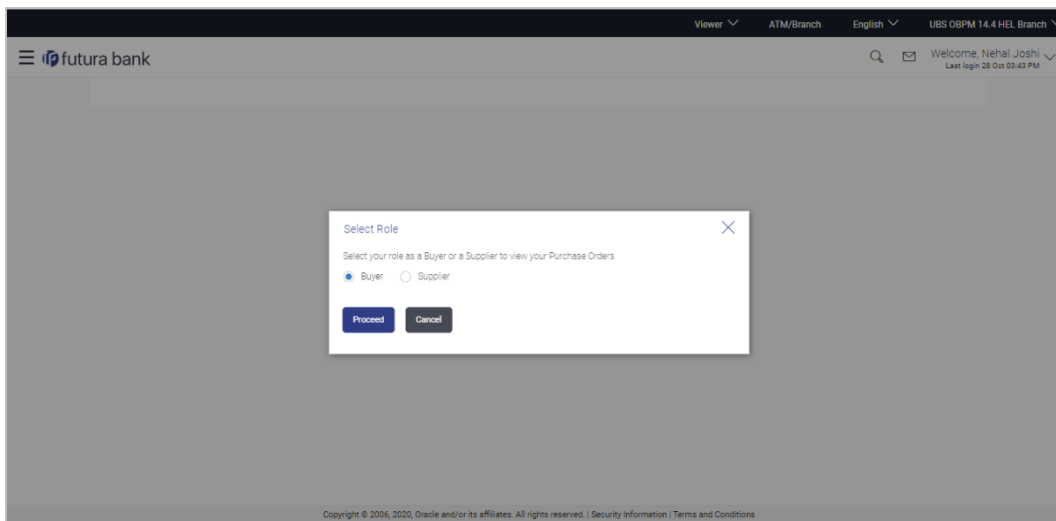 Viewer ATM/Branch English UBS OBPM 14.4 HEL Branch
futura bank
Welcome, Nehal Joshi
Last login 28 Oct 03:43 PM
Select Role
Select your role as a Buyer or a Supplier to view your Purchase Orders
Buyer Supplier
Proceed Cancel
Copyright © 2006, 2020, Oracle and/or its affiliates. All rights reserved. | Security Information | Terms and Conditions